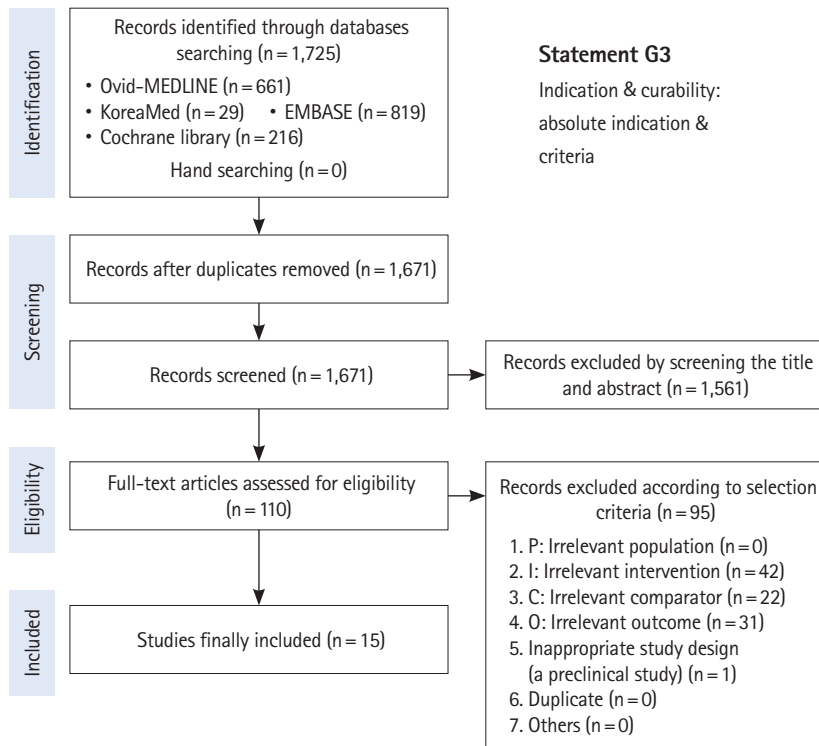 Identification
Records identified through databases
searching (n=1,725)
• Ovid-MEDLINE (n=661)
• KoreaMed (n=29) • EMBASE (n=819)
• Cochrane library (n=216)
Hand searching (n=0)
Statement G3
Indication & curability:
absolute indication &
criteria
Screening
Records after duplicates removed (n=1,671)
Records screened (n=1,671)
Records excluded by screening the title
and abstract (n=1,561)
Eligibility
Full-text articles assessed for eligibility
(n=110)
Records excluded according to selection
criteria (n=95)
1. P: Irrelevant population (n=0)
2. I: Irrelevant intervention (n=42)
3. C: Irrelevant comparator (n=22)
4. O: Irrelevant outcome (n=31)
5. Inappropriate study design
(a preclinical study) (n=1)
6. Duplicate (n=0)
7. Others (n=0)
Included
Studies finally included (n=15)